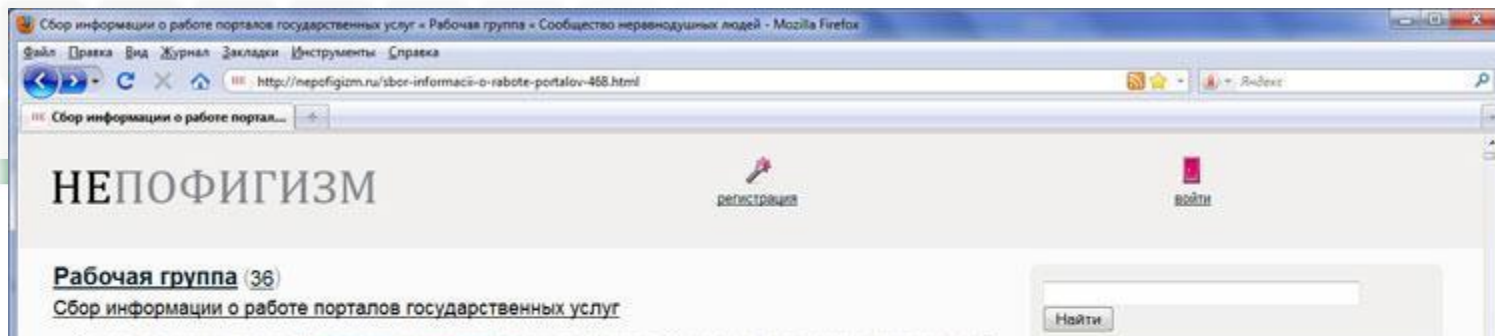 Сбор информации о работе порталов государственных услуг « Рабочая группа « Сообщество неравнодушных людей - Mozilla Firefox
Файл Правка Вид Журнал Закладки Инструменты Справка
http://nepofigizm.ru/sbor-informacii-o-rabote-portalov-468.html Яндекс
Сбор информации о работе портал...
НЕПОФИГИЗМ
регистрация
войти
Рабочая группа (36)
Сбор информации о работе порталов государственных услуг
Найти